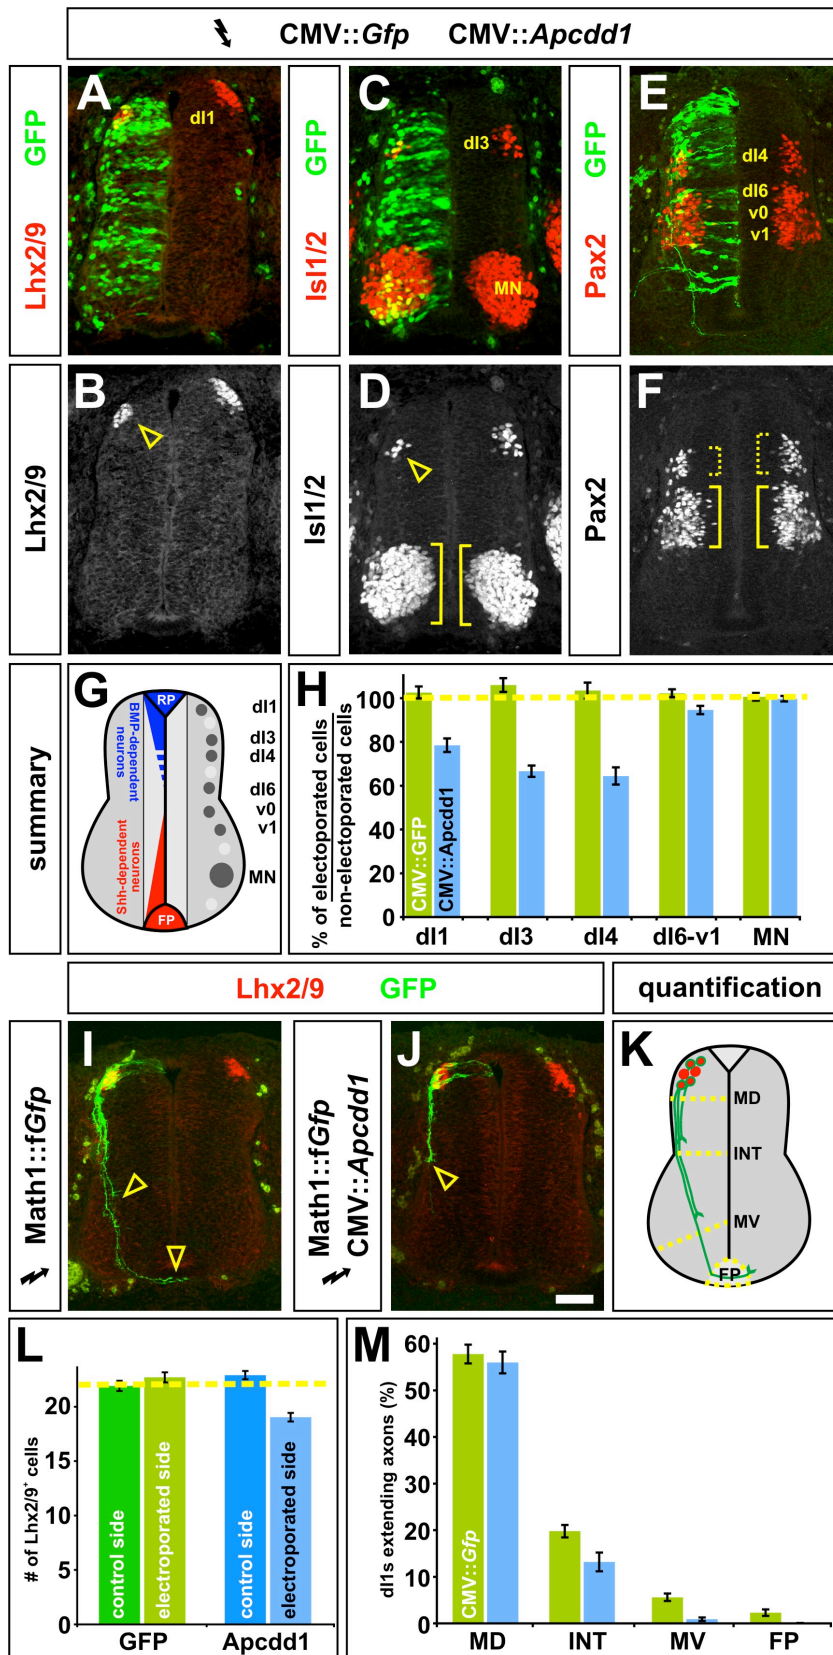 CMV::Gfp CMV::Apcdd1
Lhx2/9 GFP
A
dI1
Isl1/2 GFP
C
dI3
MN
Pax2 GFP
E
dI4
dI6
v0
v1
Lhx2/9
B
Isl1/2
D
Pax2
F
summary
G
RP
BMP-dependent
neurons
Shh-dependent
neurons
FP
dI1
dI3
dI4
dI6
v0
v1
MN
H
% of electoporated cells
non-electoporated cells
100
80
60
40
20
0
CMV::GFP
CMV::Apcdd1
dI1 dI3 dI4 dI6-v1 MN
Lhx2/9 GFP
quantification
Math1::fGfp
I
Math1::fGfp
CMV::Apcdd1
J
K
MD
INT
MV
FP
L
# of Lhx2/9+ cells
20
15
10
5
0
control side
electroporated side
control side
electroporated side
GFP Apcdd1
M
dI1s extending axons (%)
60
50
40
30
20
10
0
CMV::Gfp
MD INT MV FP